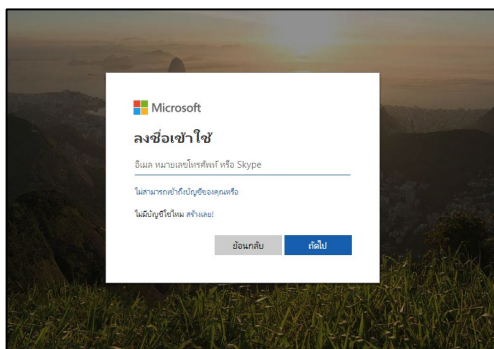 Microsoft
ลงชื่อเข้าใช้
อีเมล หมายเลขโทรศัพท์ หรือ Skype
ไม่สามารถเข้าถึงบัญชีของคุณหรือ
ไม่มีบัญชีใช่ไหม สร้างเลย!
ย้อนกลับ ถัดไป